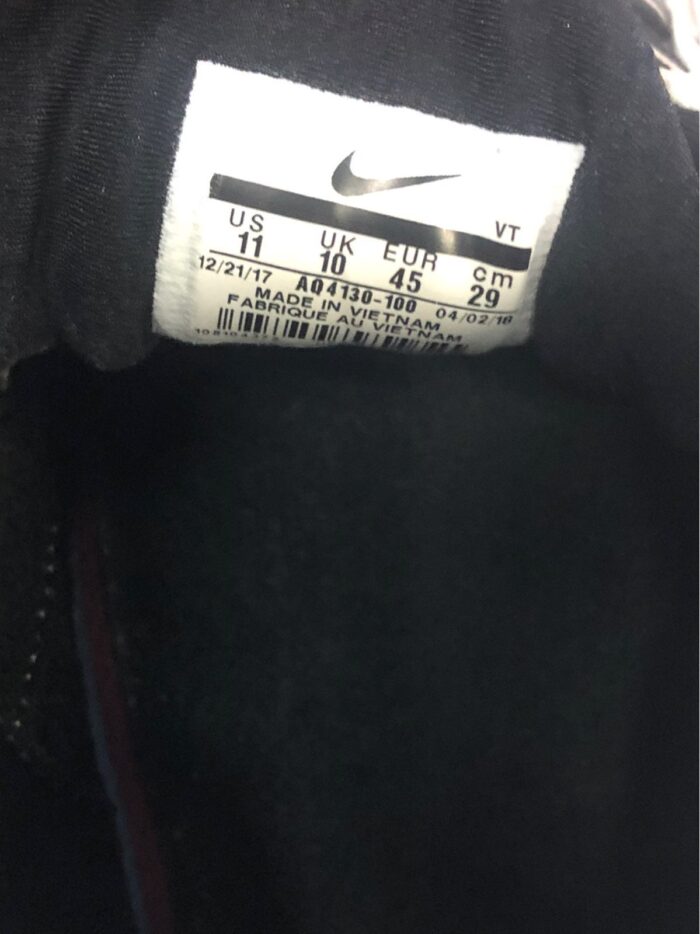 VT
US UK EUR cm
11 10 45 29
12/21/17 AQ4130-100 04/02/18
MADE IN VIETNAM
FABRIQUE AU VIETNAM